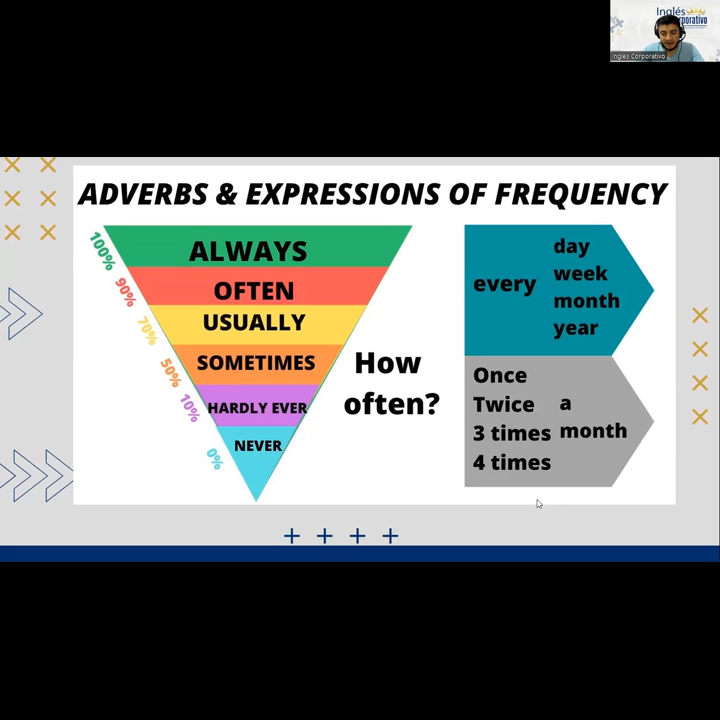 Inglés
Corporativo
Ingles Corporativo
ADVERBS & EXPRESSIONS OF FREQUENCY
100%
ALWAYS
90%
OFTEN
70%
USUALLY
50%
SOMETIMES
10%
HARDLY EVER
0%
NEVER
How
often?
every
day
week
month
year
Once
Twice
3 times
4 times
a
month